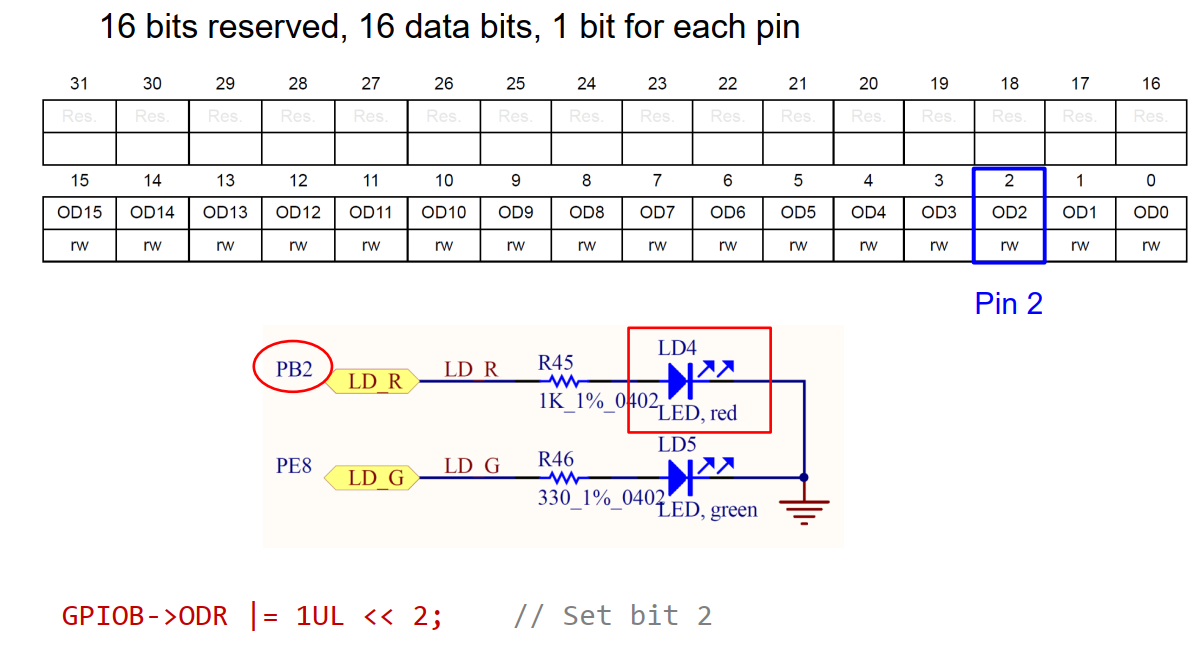 16 bits reserved, 16 data bits, 1 bit for each pin
31 30 29 28 27 26 25 24 23 22 21 20 19 18 17 16
Res. Res. Res. Res. Res. Res. Res. Res. Res. Res. Res. Res. Res. Res. Res. Res.
15 14 13 12 11 10 9 8 7 6 5 4 3 2 1 0
OD15 OD14 OD13 OD12 OD11 OD10 OD9 OD8 OD7 OD6 OD5 OD4 OD3 OD2 OD1 OD0
rw rw rw rw rw rw rw rw rw rw rw rw rw rw rw rw
Pin 2
PB2 LD_R LD_R R45 LD4
1K_1%_0402 LED, red
PE8 LD_G LD_G R46 LD5
330_1%_0402 LED, green
GPIOB->ODR |= 1UL << 2; // Set bit 2